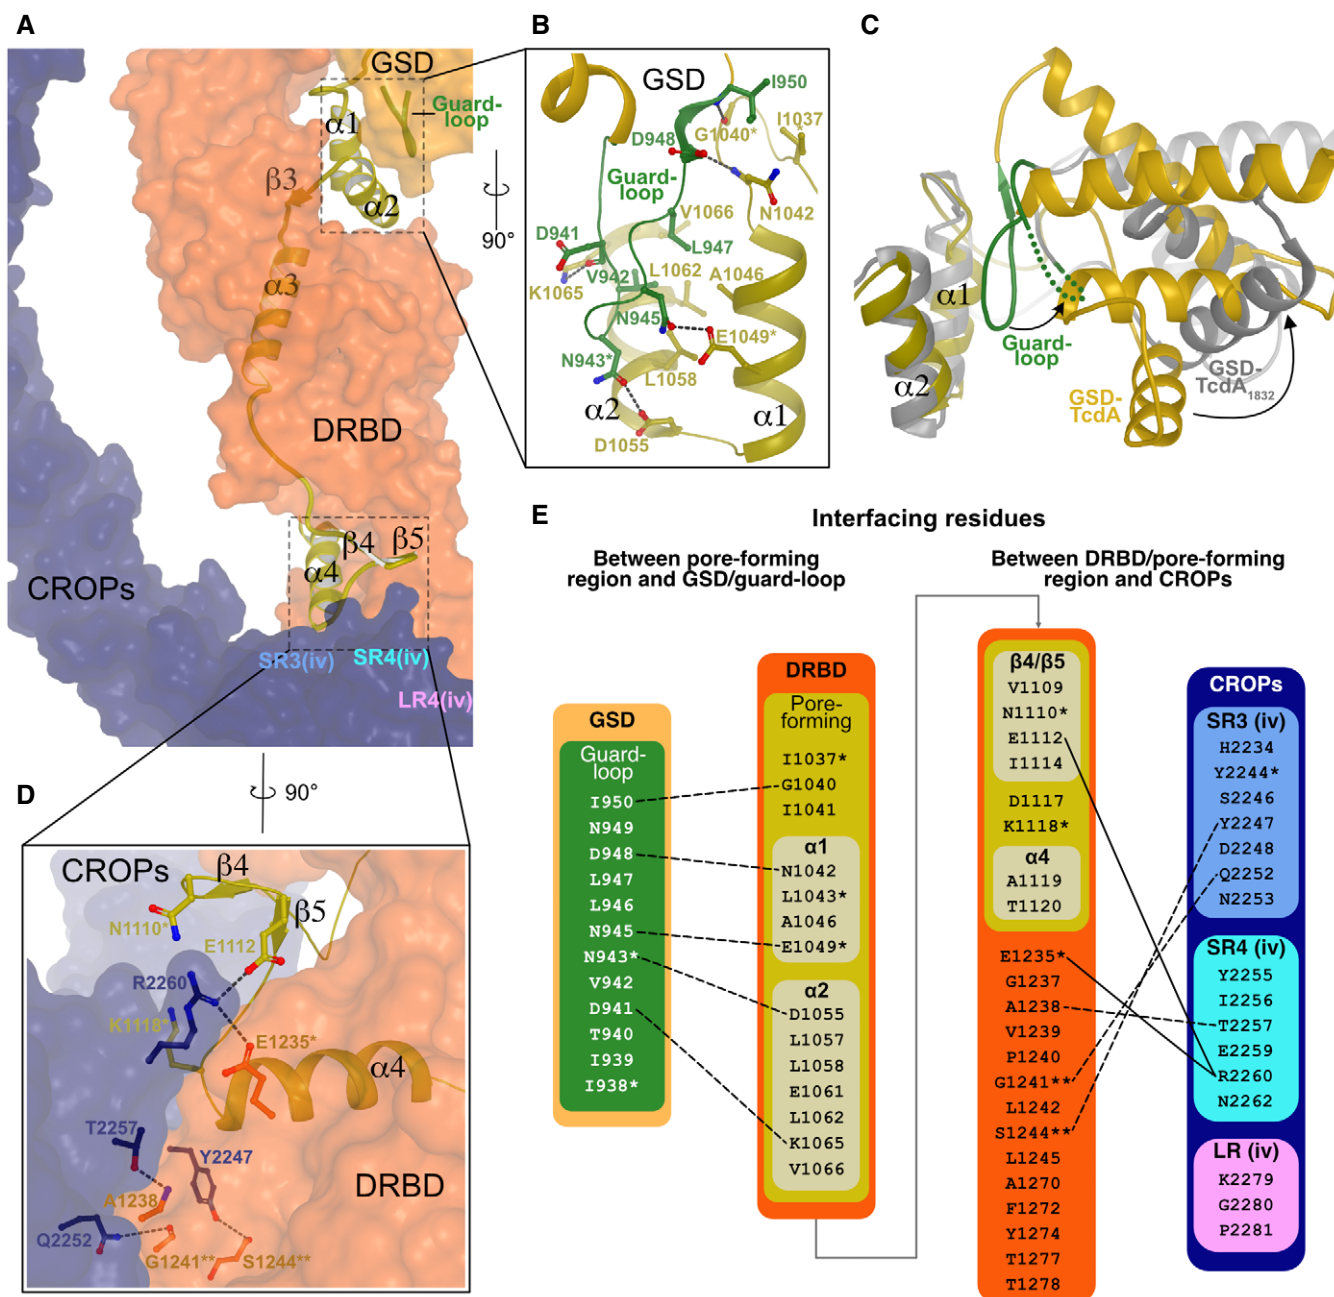 A
GSD
Guard-
loop
α1
β3
α2
α3
DRBD
β4
β5
α4
CROPs
SR3(iv)
SR4(iv)
LR4(iv)
90°
B
GSD
I950
I1037
G1040*
D948
Guard-
loop
N1042
V1066
D941
L947
V942
L1062
A1046
K1065
N945
E1049*
N943*
L1058
α2
α1
D1055
C
α1
Guard-
loop
α2
GSD-
TcdA1832
GSD-
TcdA
D
90°
CROPs
β4
β5
N1110*
E1112
R2260
K1118*
E1235*
α4
T2257
Y2247
A1238
DRBD
Q2252
G1241**
S1244**
E
Interfacing residues
Between pore-forming
region and GSD/guard-loop
Between DRBD/pore-forming
region and CROPs
GSD
Guard-
loop
I950
N949
D948
L947
L946
N945
N943*
V942
D941
T940
I939
I938*
DRBD
Pore-
forming
I1037*
G1040
I1041
α1
N1042
L1043*
A1046
E1049*
α2
D1055
L1057
L1058
E1061
L1062
K1065
V1066
β4/β5
V1109
N1110*
E1112
I1114
D1117
K1118*
α4
A1119
T1120
E1235*
G1237
A1238
V1239
P1240
G1241**
L1242
S1244**
L1245
A1270
F1272
Y1274
T1277
T1278
CROPs
SR3 (iv)
H2234
Y2244*
S2246
Y2247
D2248
Q2252
N2253
SR4 (iv)
Y2255
I2256
T2257
E2259
R2260
N2262
LR (iv)
K2279
G2280
P2281